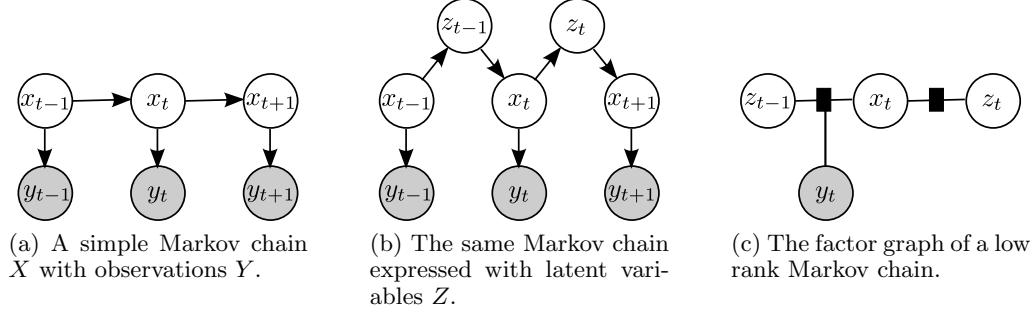 z_{t-1} z_t
x_{t-1} x_t x_{t+1} x_{t-1} x_t x_{t+1} z_{t-1} x_t z_t
y_{t-1} y_t y_{t+1} y_{t-1} y_t y_{t+1} y_t
(a) A simple Markov chain
X with observations Y.
(b) The same Markov chain
expressed with latent vari-
ables Z.
(c) The factor graph of a low
rank Markov chain.